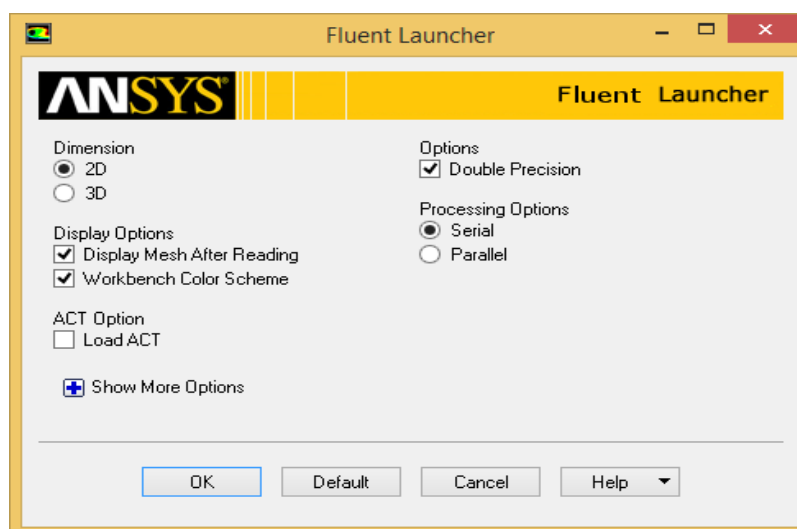 Fluent Launcher
ANSYS®
Fluent Launcher
Dimension
2D
3D
Display Options
Display Mesh After Reading
Workbench Color Scheme
ACT Option
Load ACT
Show More Options
Options
Double Precision
Processing Options
Serial
Parallel
OK
Default
Cancel
Help